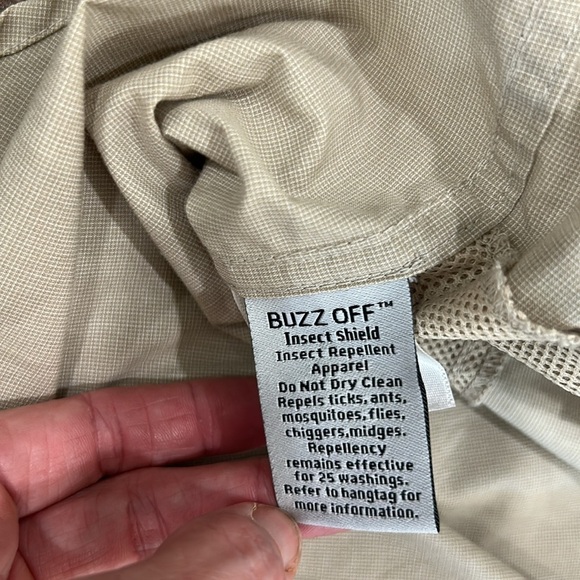 BUZZ OFF™
Insect Shield
Insect Repellent
Apparel
Do Not Dry Clean
Repels ticks, ants,
mosquitoes, flies,
chiggers,midges.
Repellency
remains effective
for 25 washings.
Refer to hangtag for
more information.